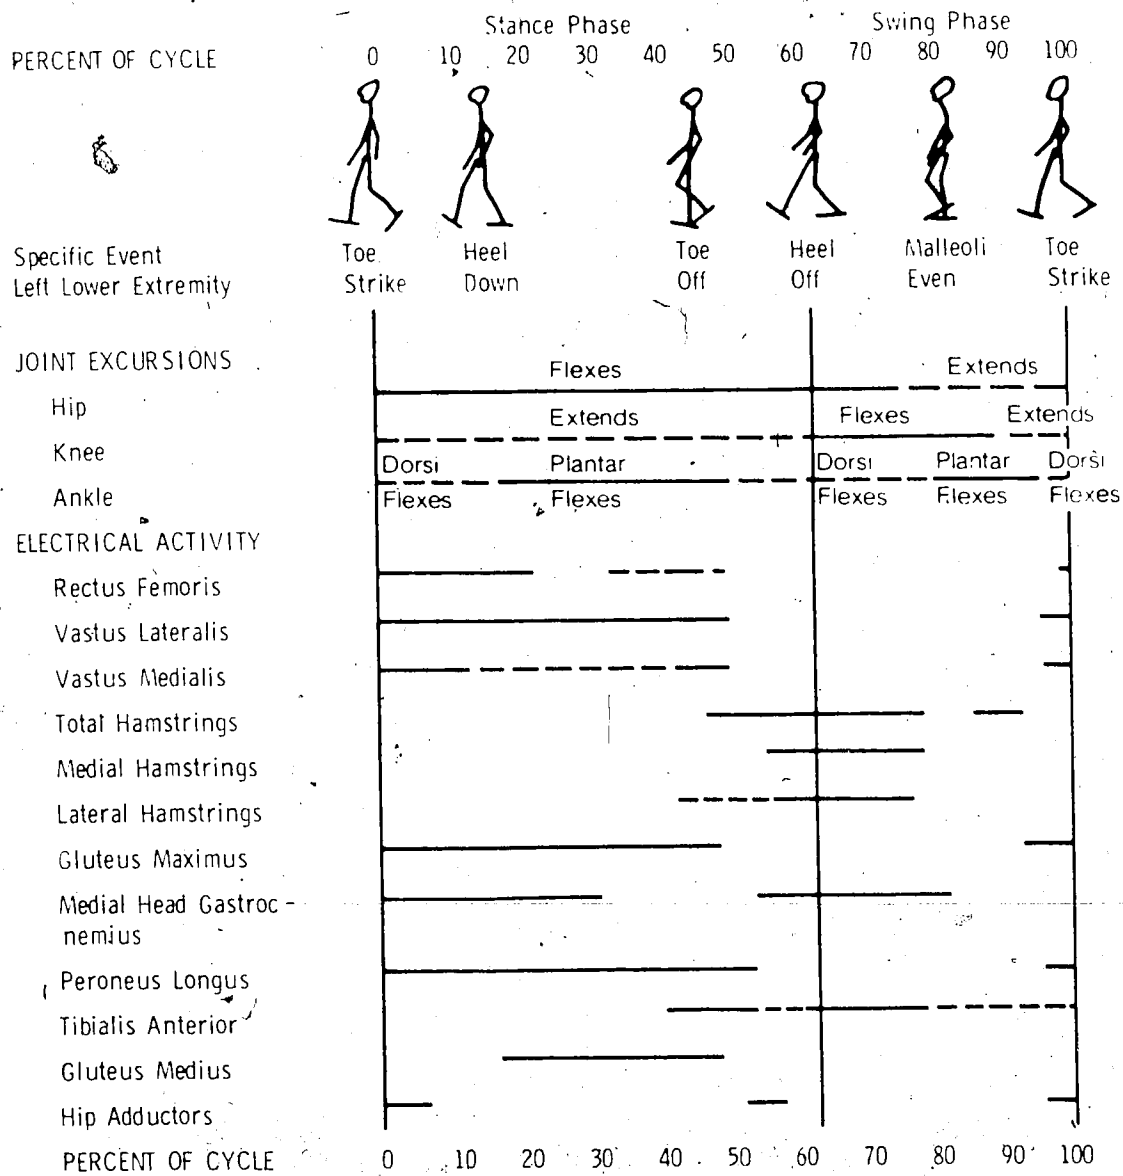 Stance Phase Swing Phase
PERCENT OF CYCLE 0 10 20 30 40 50 60 70 80 90 100
Specific Event Toe Heel Toe Heel Malleoli Toe
Left Lower Extremity Strike Down Off Off Even Strike
JOINT EXCURSIONS Flexes Extends
Hip Extends Flexes Extends
Knee Dorsi Plantar Dorsi Plantar Dorsi
Ankle Flexes Flexes Flexes Flexes Flexes
ELECTRICAL ACTIVITY
Rectus Femoris
Vastus Lateralis
Vastus Medialis
Total Hamstrings
Medial Hamstrings
Lateral Hamstrings
Gluteus Maximus
Medial Head Gastroc-
nemius
Peroneus Longus
Tibialis Anterior
Gluteus Medius
Hip Adductors
PERCENT OF CYCLE 0 10 20 30 40 50 60 70 80 90 100